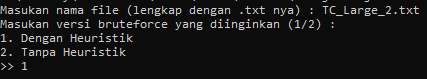 Masukan nama file (lengkap dengan .txt nya) : TC_Large_2.txt
Masukan versi bruteforce yang diinginkan (1/2) :
1. Dengan Heuristik
2. Tanpa Heuristik
>> 1